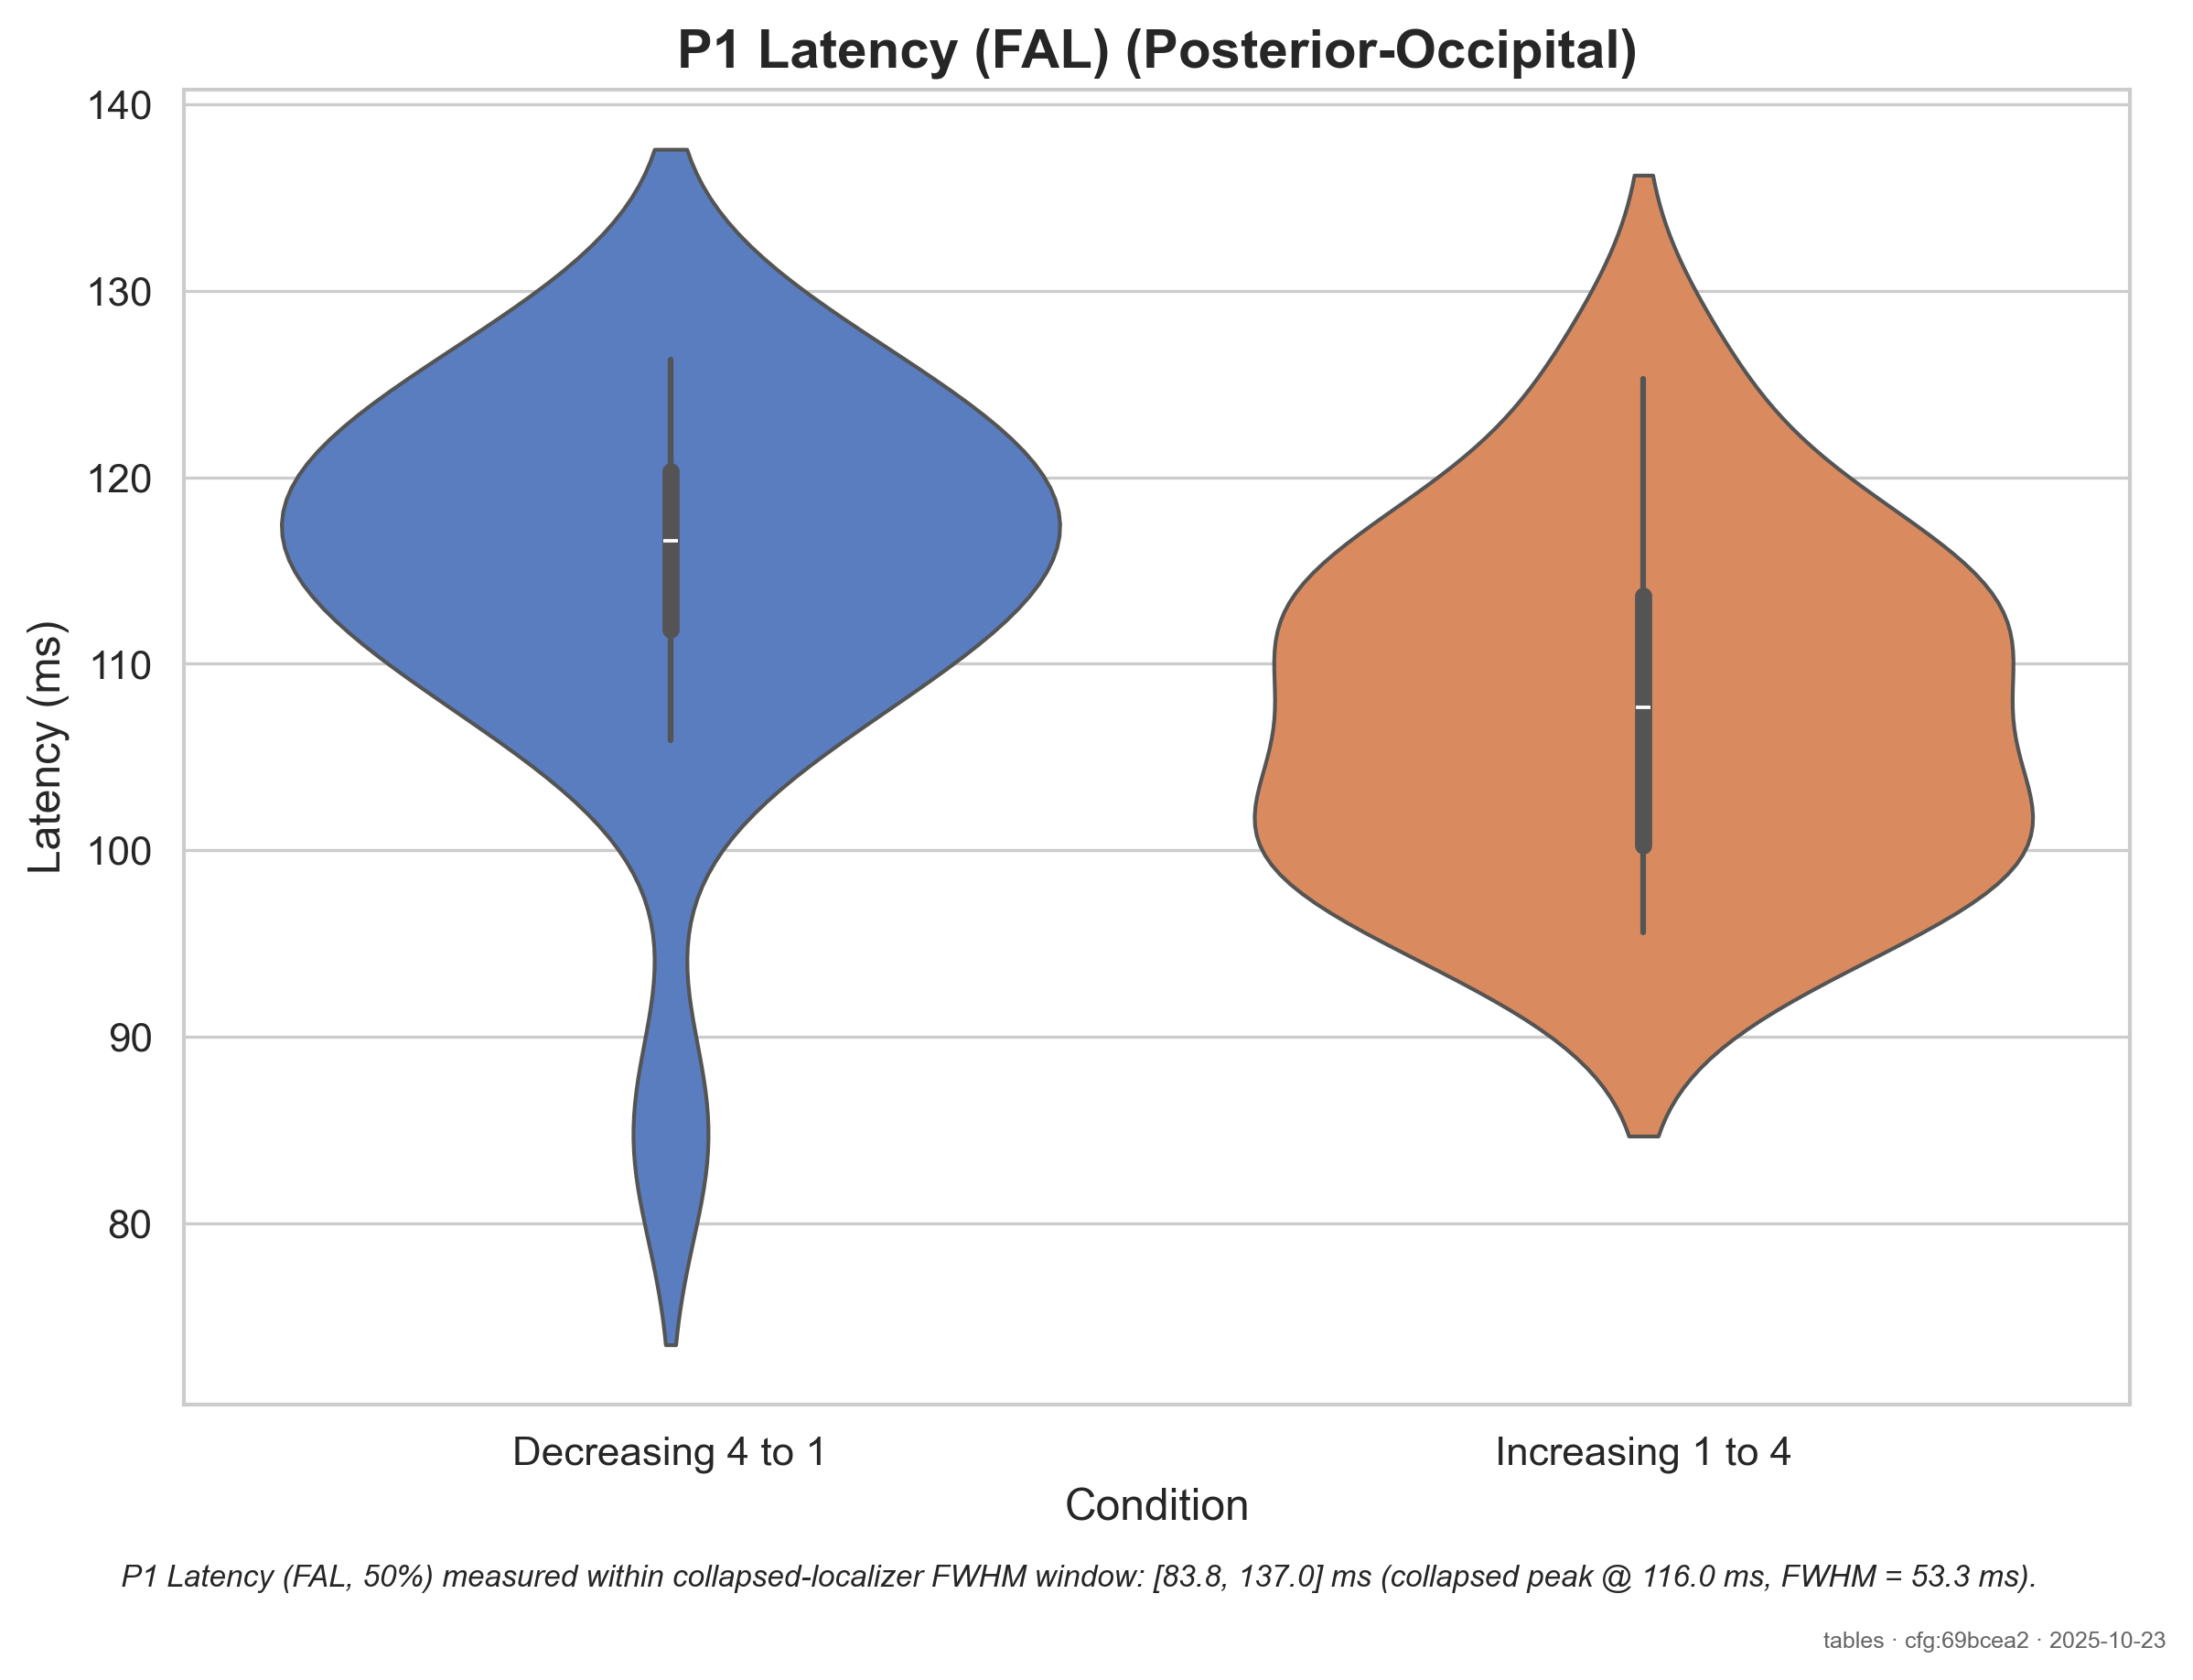 P1 Latency (FAL) (Posterior-Occipital)
140
130
120
110
100
90
80
Latency (ms)
Decreasing 4 to 1
Increasing 1 to 4
Condition
P1 Latency (FAL, 50%) measured within collapsed-localizer FWHM window: [83.8, 137.0] ms (collapsed peak @ 116.0 ms, FWHM = 53.3 ms).
tables · cfg:69bcea2 · 2025-10-23